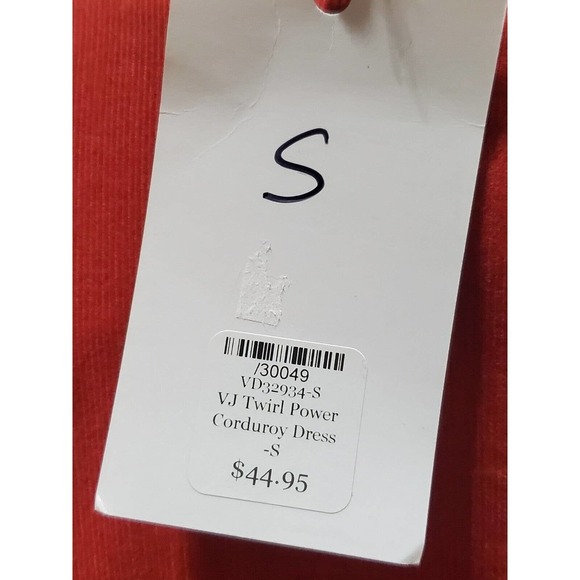 S
/30049
VD32934-S
VJ Twirl Power
Corduroy Dress
-S
$44.95